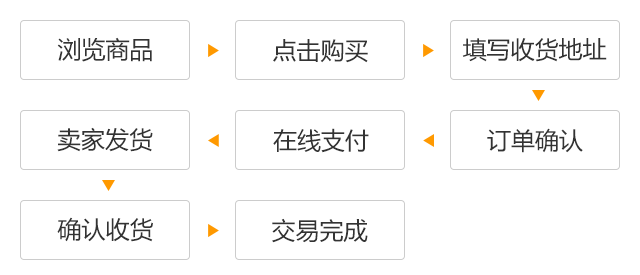 浏览商品
点击购买
填写收货地址
订单确认
在线支付
卖家发货
确认收货
交易完成